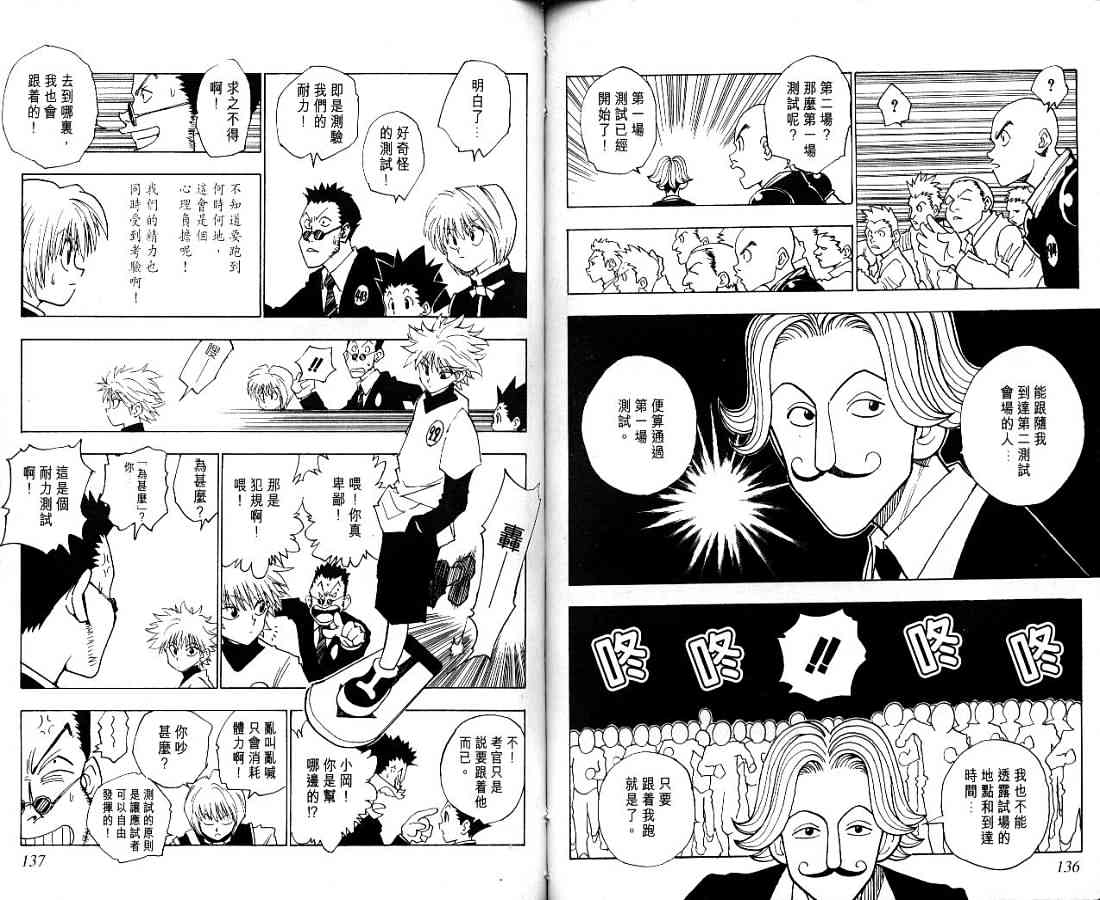 ?
?
第二場?
那麼第一場
測試呢?
第一場
測試已經
開始了!
能跟隨我
到達第二測試
會場的人…
便算通過
第一場
測試。
咚
咚
!!
咚
咚
我也不能
透露試場的
地點和到達
時間…
只要
跟着我跑
就是了。
136
明白了…
好奇怪
的測試!
即是測驗
我們的
耐力!
求之不得
啊!
去到哪裏,
我也會
跟着的!
不知道要跑到
何時何地,
這會是個
心理負擔呢!
我們的精力也
同時受到考驗啊!
!!
嘭
轟
喂!你真
卑鄙!
喂!
那是
犯規啊!
為甚麼?
「為甚麼」?
你…
這是個
耐力測試
啊!
不!
考官只是
說要跟着他
而已。
小岡!
你是幫
哪邊的!?
亂叫亂喊
只會消耗
體力啊!
你吵
甚麼?
測試的原則
是讓應試者
可以自由
發揮的!
137